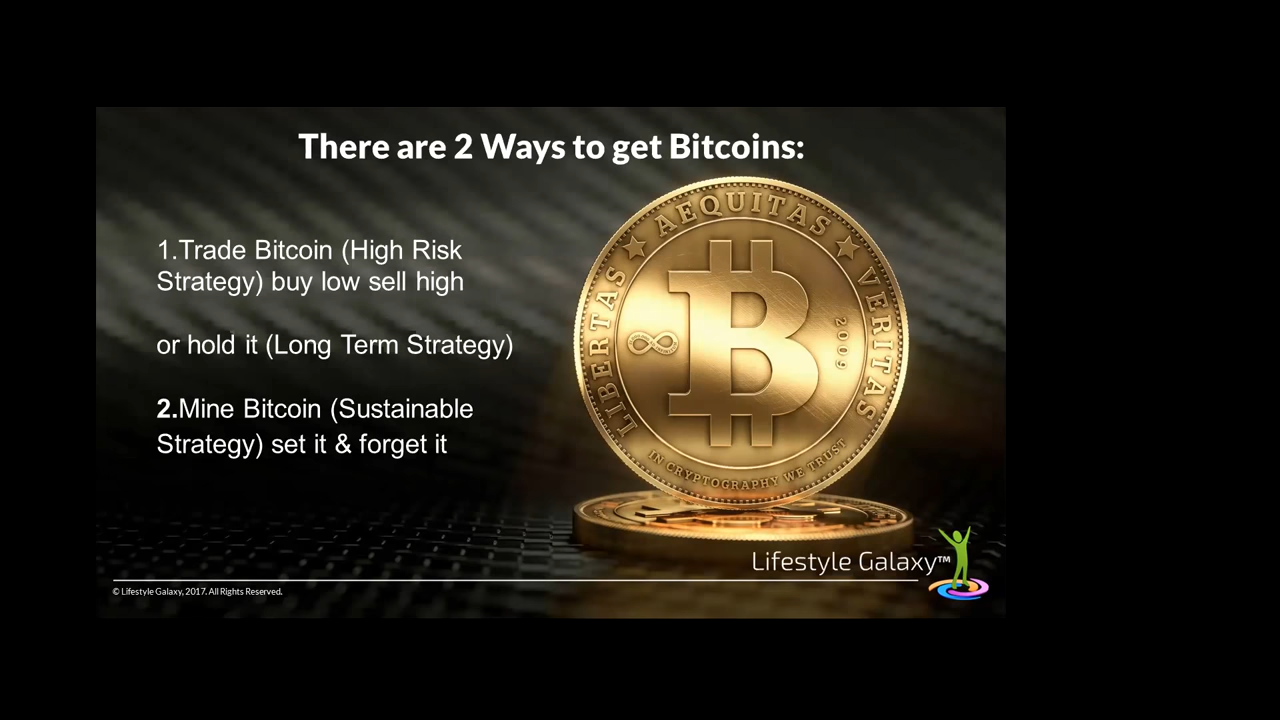 There are 2 Ways to get Bitcoins:
1.Trade Bitcoin (High Risk
Strategy) buy low sell high
or hold it (Long Term Strategy)
2.Mine Bitcoin (Sustainable
Strategy) set it & forget it
LIBERTAS AEQUITAS VERITAS
2009
IN CRYPTOGRAPHY WE TRUST
Lifestyle Galaxy™
© Lifestyle Galaxy, 2017. All Rights Reserved.